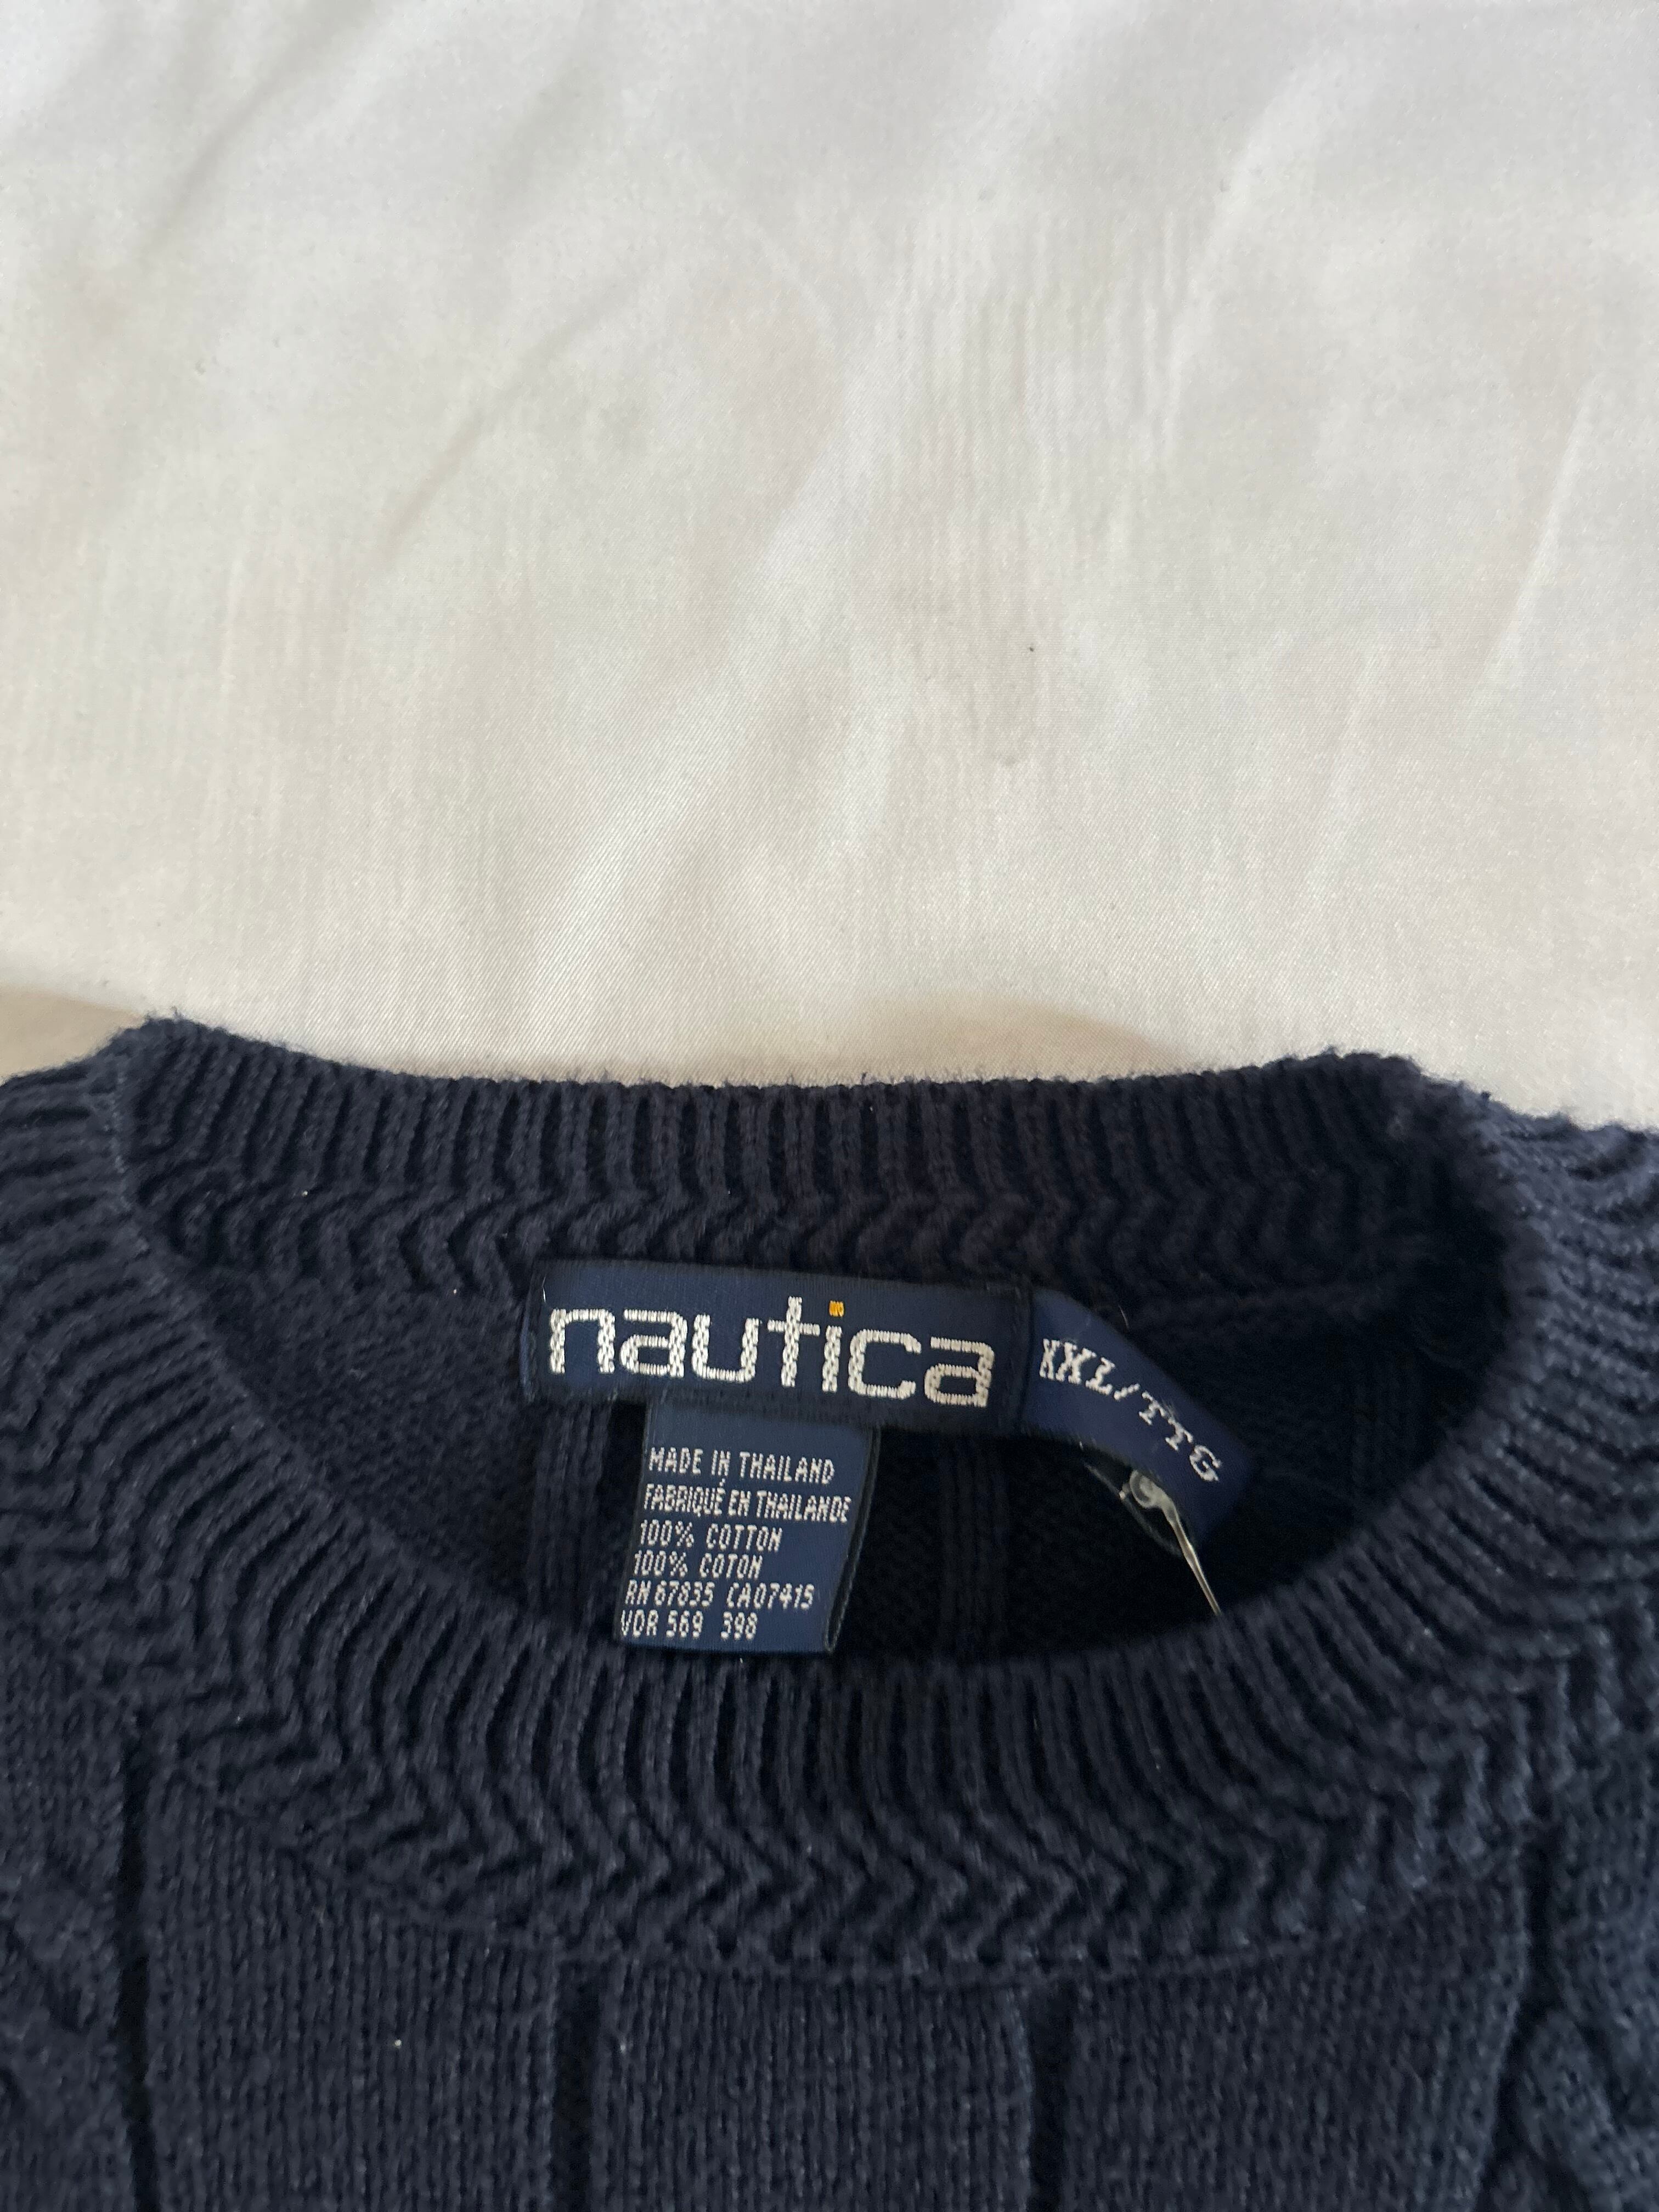 nautica
XXL/TTG
MADE IN THAILAND
FABRIQUÉ EN THAILANDE
100% COTTON
100% COTON
RN 67835 CA07415
VDR 569 398